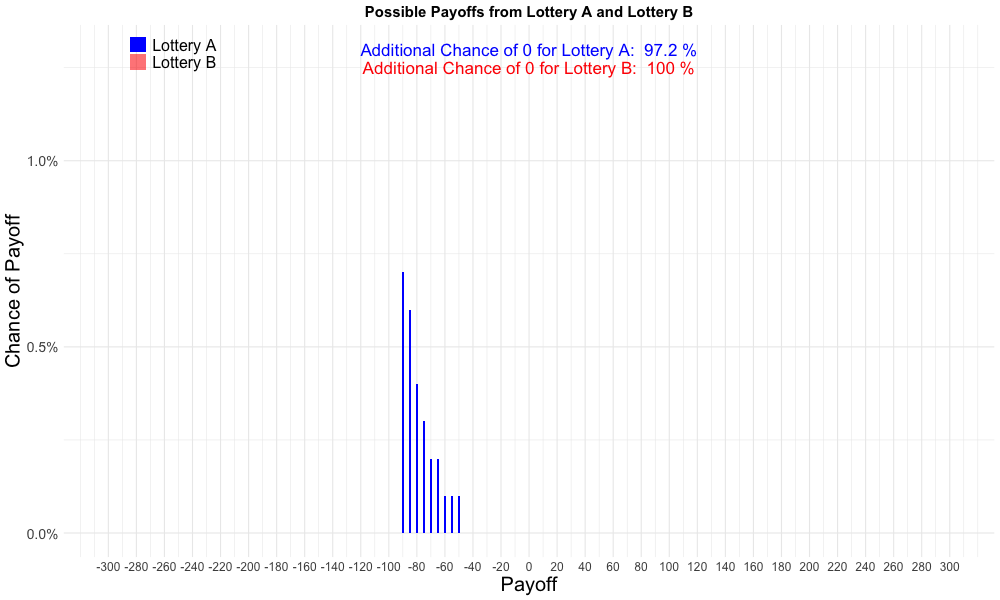 Possible Payoffs from Lottery A and Lottery B
Lottery A
Lottery B
Additional Chance of 0 for Lottery A:  97.2 %
Additional Chance of 0 for Lottery B:  100 %
Chance of Payoff
1.0%
0.5%
0.0%
-300 -280 -260 -240 -220 -200 -180 -160 -140 -120 -100 -80 -60 -40 -20 0 20 40 60 80 100 120 140 160 180 200 220 240 260 280 300
Payoff